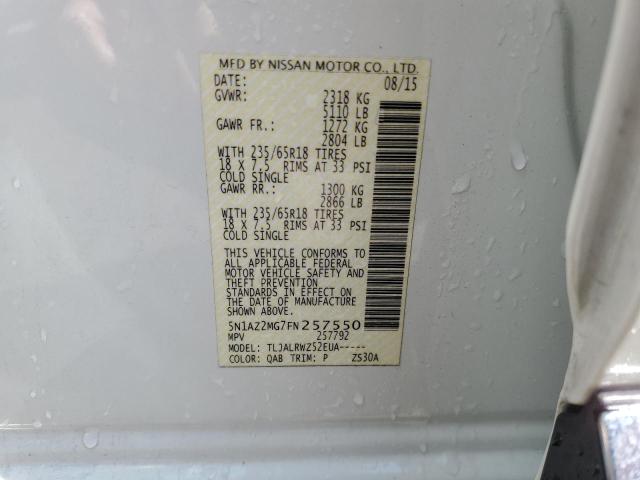 MFD BY NISSAN MOTOR CO., LTD.
DATE: 08/15
GVWR: 2318 KG
5110 LB
GAWR FR.: 1272 KG
2804 LB
WITH 235/65R18 TIRES
18 X 7.5 RIMS AT 33 PSI
COLD SINGLE
GAWR RR.: 1300 KG
2866 LB
WITH 235/65R18 TIRES
18 X 7.5 RIMS AT 33 PSI
COLD SINGLE
THIS VEHICLE CONFORMS TO
ALL APPLICABLE FEDERAL
MOTOR VEHICLE SAFETY AND
THEFT PREVENTION
STANDARDS IN EFFECT ON
THE DATE OF MANUFACTURE
SHOWN ABOVE.
5N1AZ2MG7FN257550
MPV 257792
MODEL: TLJALRWZ52EUA-----
COLOR: QAB TRIM: P ZS30A